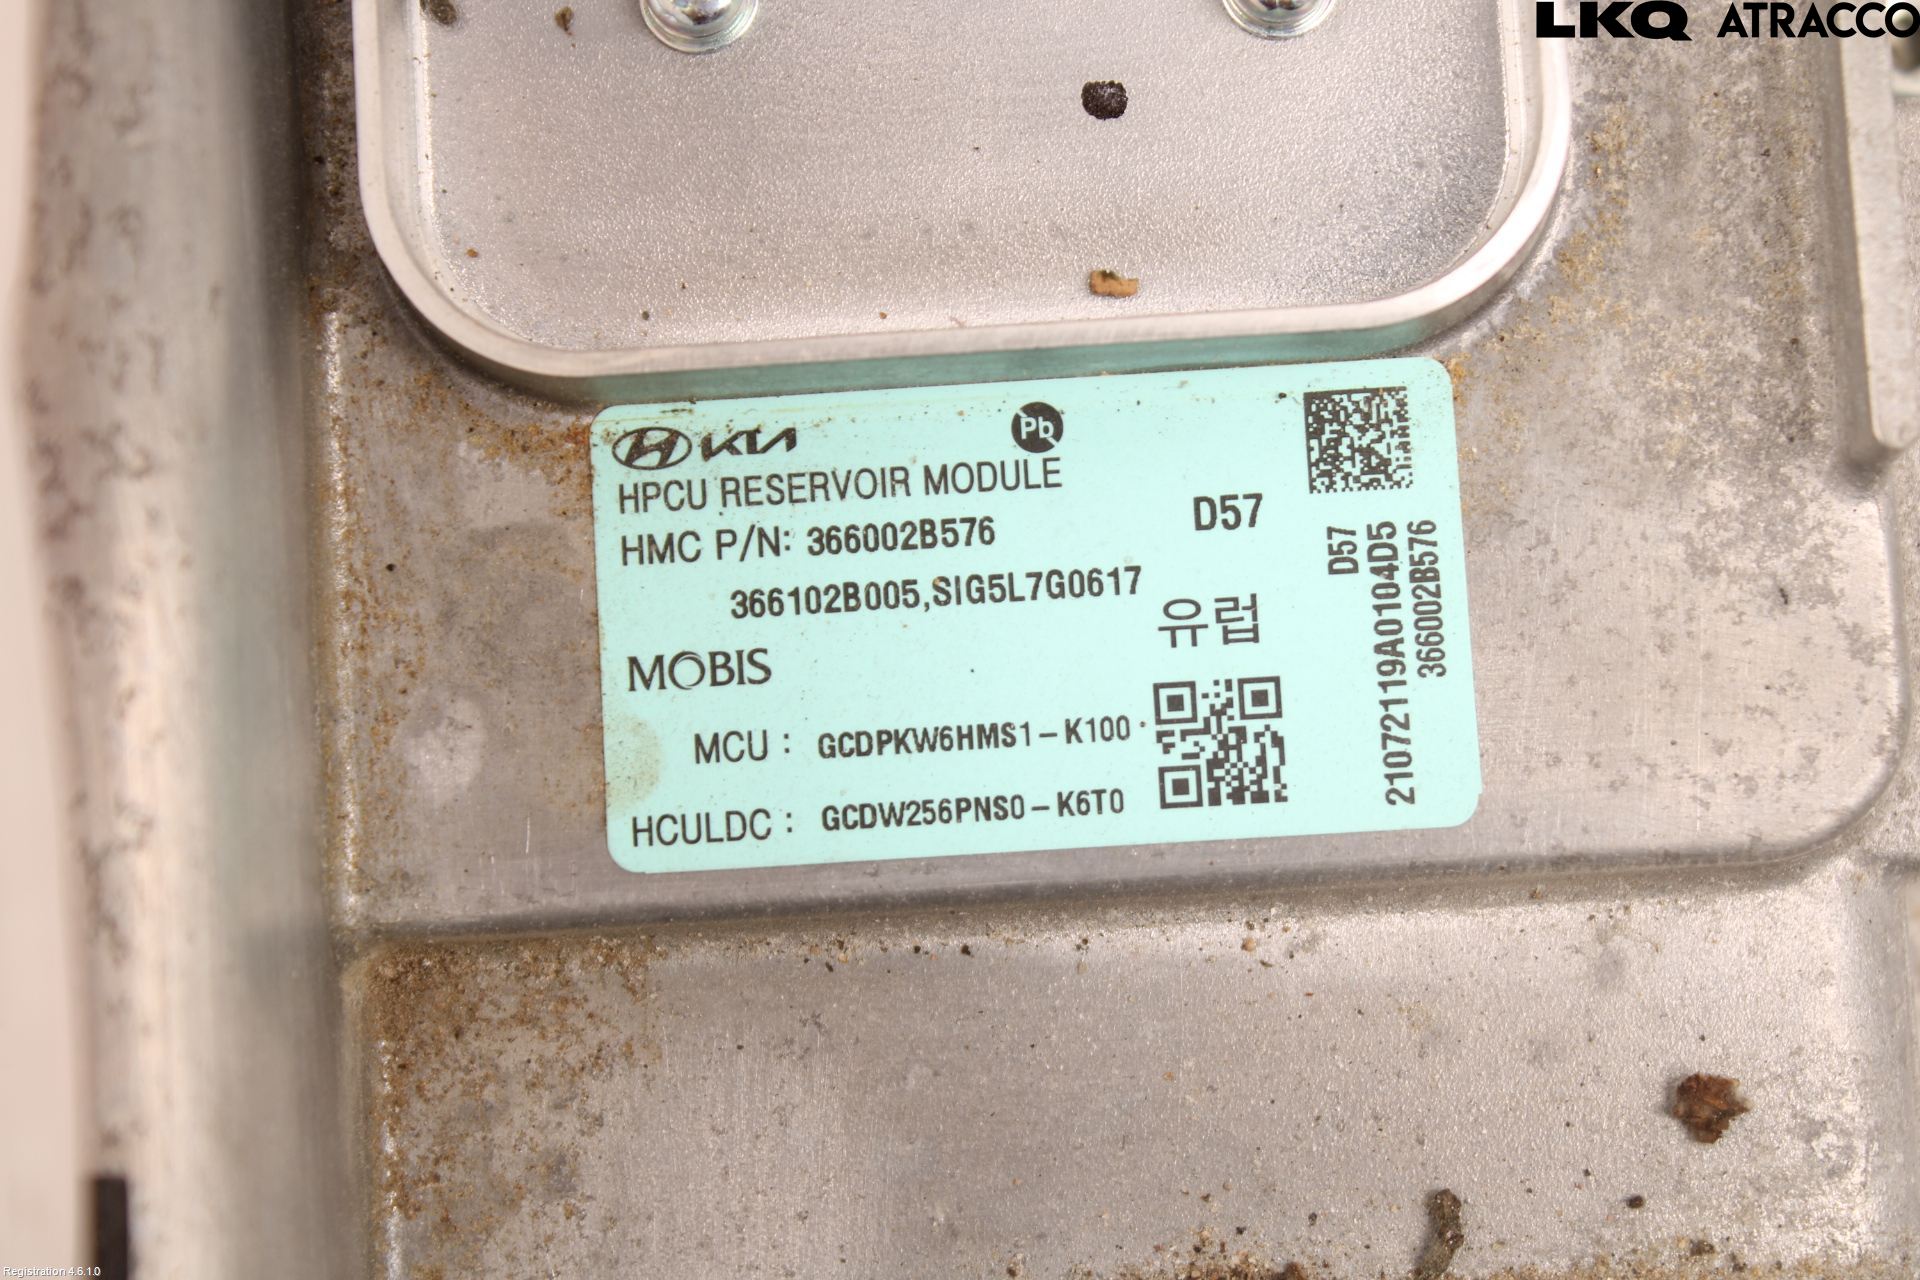 LKQ ATRACCO
KIA
Pb
HPCU RESERVOIR MODULE
HMC P/N: 366002B576
D57
366102B005,SIG5L7G0617
유럽
MOBIS
MCU : GCDPKW6HMS1-K100
HCULDC : GCDW256PNS0-K6T0
D57
21072119A0104D5
366002B576
Registration 4.6.1.0